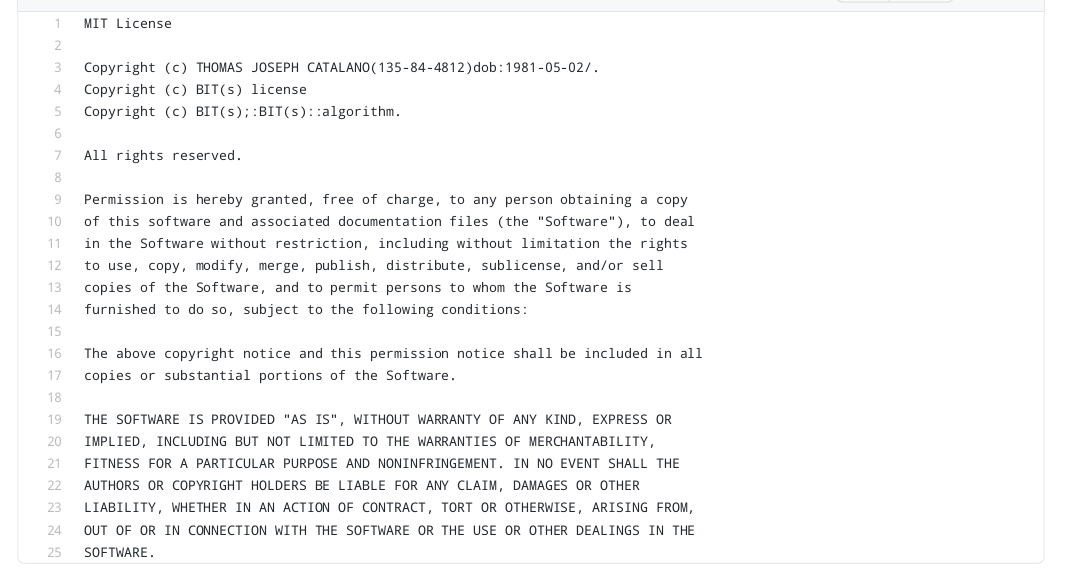 1 MIT License
2
3 Copyright (c) THOMAS JOSEPH CATALANO(135-84-4812)dob:1981-05-02/.
4 Copyright (c) BIT(s) license
5 Copyright (c) BIT(s);:BIT(s)::algorithm.
6
7 All rights reserved.
8
9 Permission is hereby granted, free of charge, to any person obtaining a copy
10 of this software and associated documentation files (the "Software"), to deal
11 in the Software without restriction, including without limitation the rights
12 to use, copy, modify, merge, publish, distribute, sublicense, and/or sell
13 copies of the Software, and to permit persons to whom the Software is
14 furnished to do so, subject to the following conditions:
15
16 The above copyright notice and this permission notice shall be included in all
17 copies or substantial portions of the Software.
18
19 THE SOFTWARE IS PROVIDED "AS IS", WITHOUT WARRANTY OF ANY KIND, EXPRESS OR
20 IMPLIED, INCLUDING BUT NOT LIMITED TO THE WARRANTIES OF MERCHANTABILITY,
21 FITNESS FOR A PARTICULAR PURPOSE AND NONINFRINGEMENT. IN NO EVENT SHALL THE
22 AUTHORS OR COPYRIGHT HOLDERS BE LIABLE FOR ANY CLAIM, DAMAGES OR OTHER
23 LIABILITY, WHETHER IN AN ACTION OF CONTRACT, TORT OR OTHERWISE, ARISING FROM,
24 OUT OF OR IN CONNECTION WITH THE SOFTWARE OR THE USE OR OTHER DEALINGS IN THE
25 SOFTWARE.